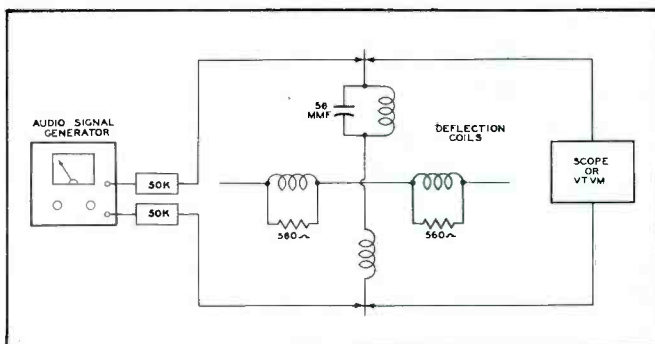 AUDIO SIGNAL
GENERATOR
50K
50K
56
MMF
DEFLECTION
COILS
560~
560~
SCOPE
OR
VTVM